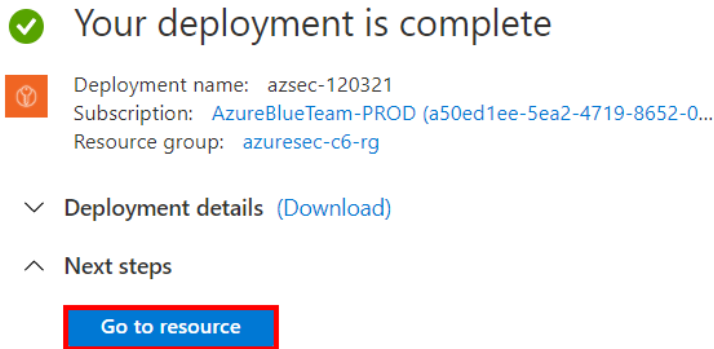 Your deployment is complete
Deployment name: azsec-120321
Subscription: AzureBlueTeam-PROD (a50ed1ee-5ea2-4719-8652-0...
Resource group: azuresec-c6-rg
Deployment details (Download)
Next steps
Go to resource